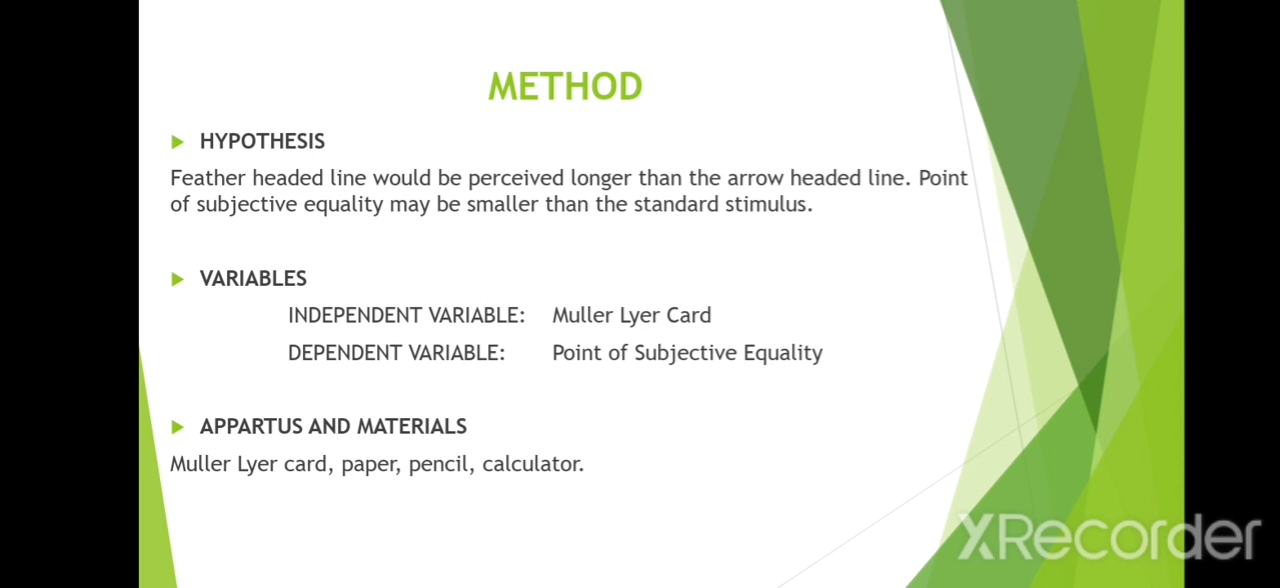 METHOD
HYPOTHESIS
Feather headed line would be perceived longer than the arrow headed line. Point
of subjective equality may be smaller than the standard stimulus.
VARIABLES
INDEPENDENT VARIABLE: Muller Lyer Card
DEPENDENT VARIABLE: Point of Subjective Equality
APPARTUS AND MATERIALS
Muller Lyer card, paper, pencil, calculator.
XRecorder